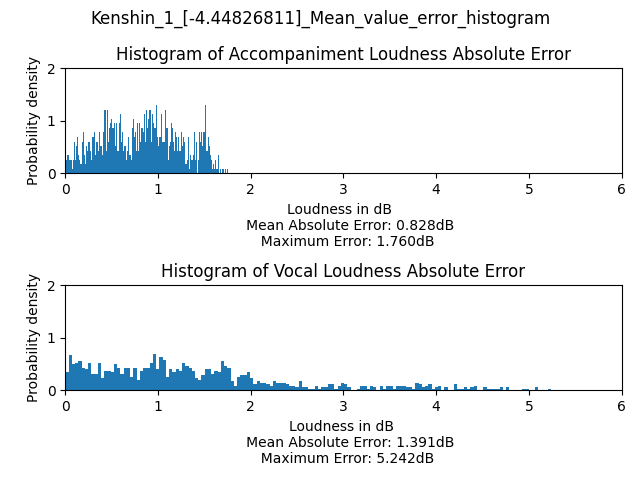 Kenshin_1_[-4.44826811]_Mean_value_error_histogram
Histogram of Accompaniment Loudness Absolute Error
Probability density
2
1
0
0 1 2 3 4 5 6
Loudness in dB
Mean Absolute Error: 0.828dB
Maximum Error: 1.760dB
Histogram of Vocal Loudness Absolute Error
Probability density
2
1
0
0 1 2 3 4 5 6
Loudness in dB
Mean Absolute Error: 1.391dB
Maximum Error: 5.242dB